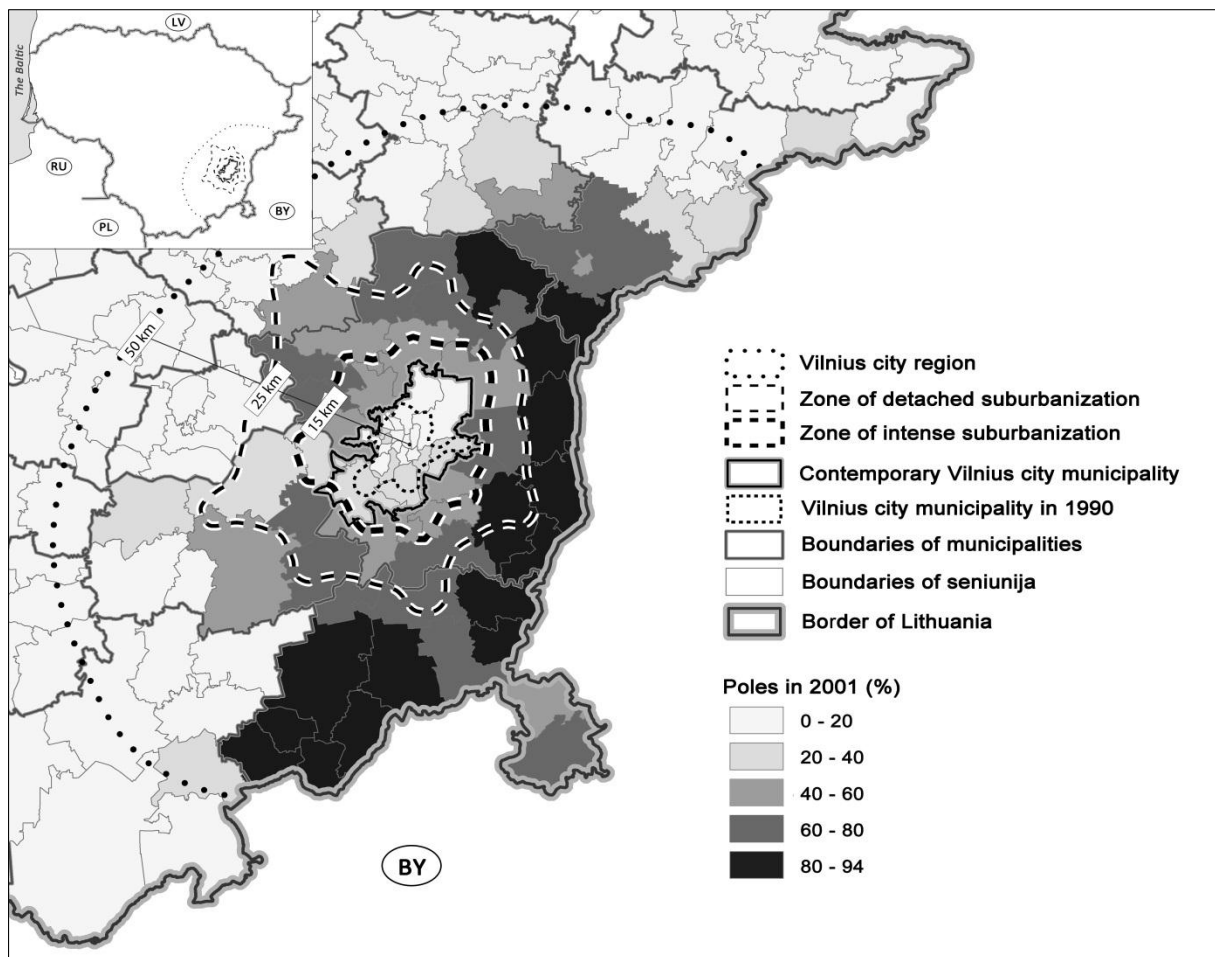 LV
The Baltic
RU
BY
PL
50 km
25 km
15 km
Vilnius city region
Zone of detached suburbanization
Zone of intense suburbanization
Contemporary Vilnius city municipality
Vilnius city municipality in 1990
Boundaries of municipalities
Boundaries of seniunija
Border of Lithuania
Poles in 2001 (%)
0 - 20
20 - 40
40 - 60
60 - 80
80 - 94
BY